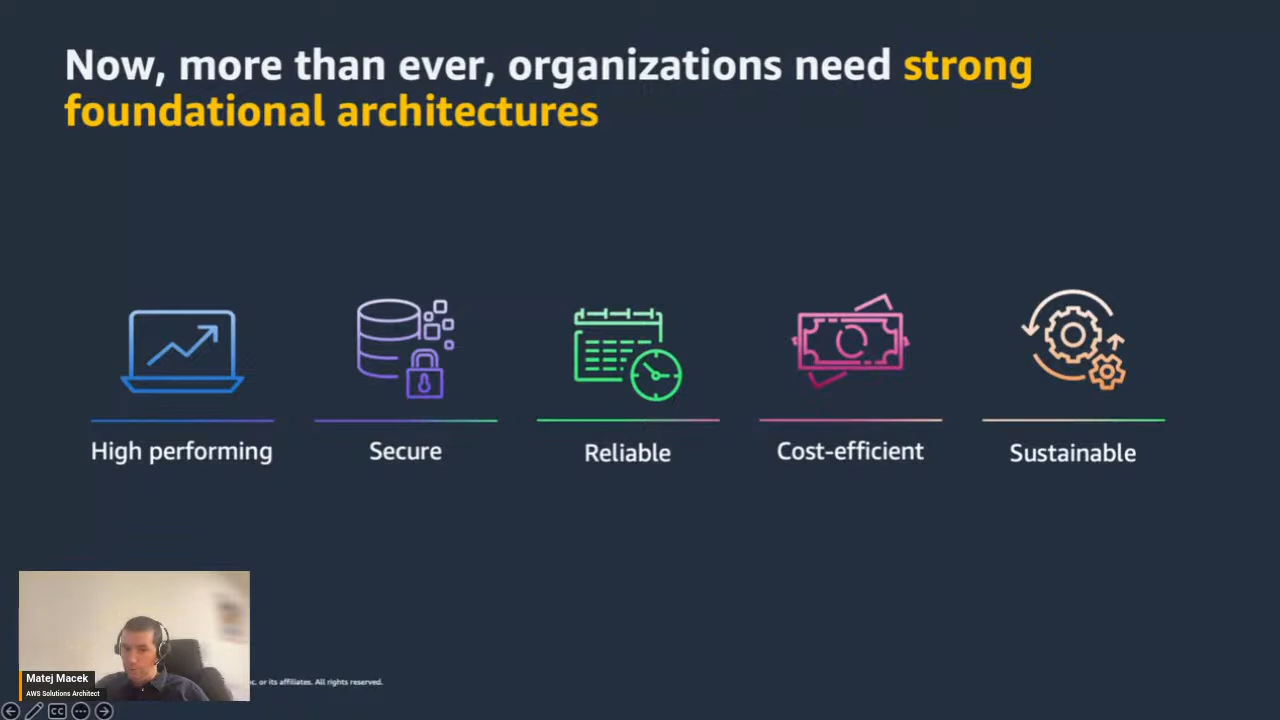 Now, more than ever, organizations need strong
foundational architectures
High performing
Secure
Reliable
Cost-efficient
Sustainable
Matej Macek
AWS Solutions Architect
or its affiliates. All rights reserved.
CC